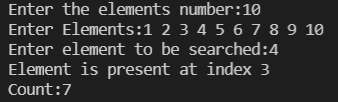 Enter the elements number:10
Enter Elements:1 2 3 4 5 6 7 8 9 10
Enter element to be searched:4
Element is present at index 3
Count:7